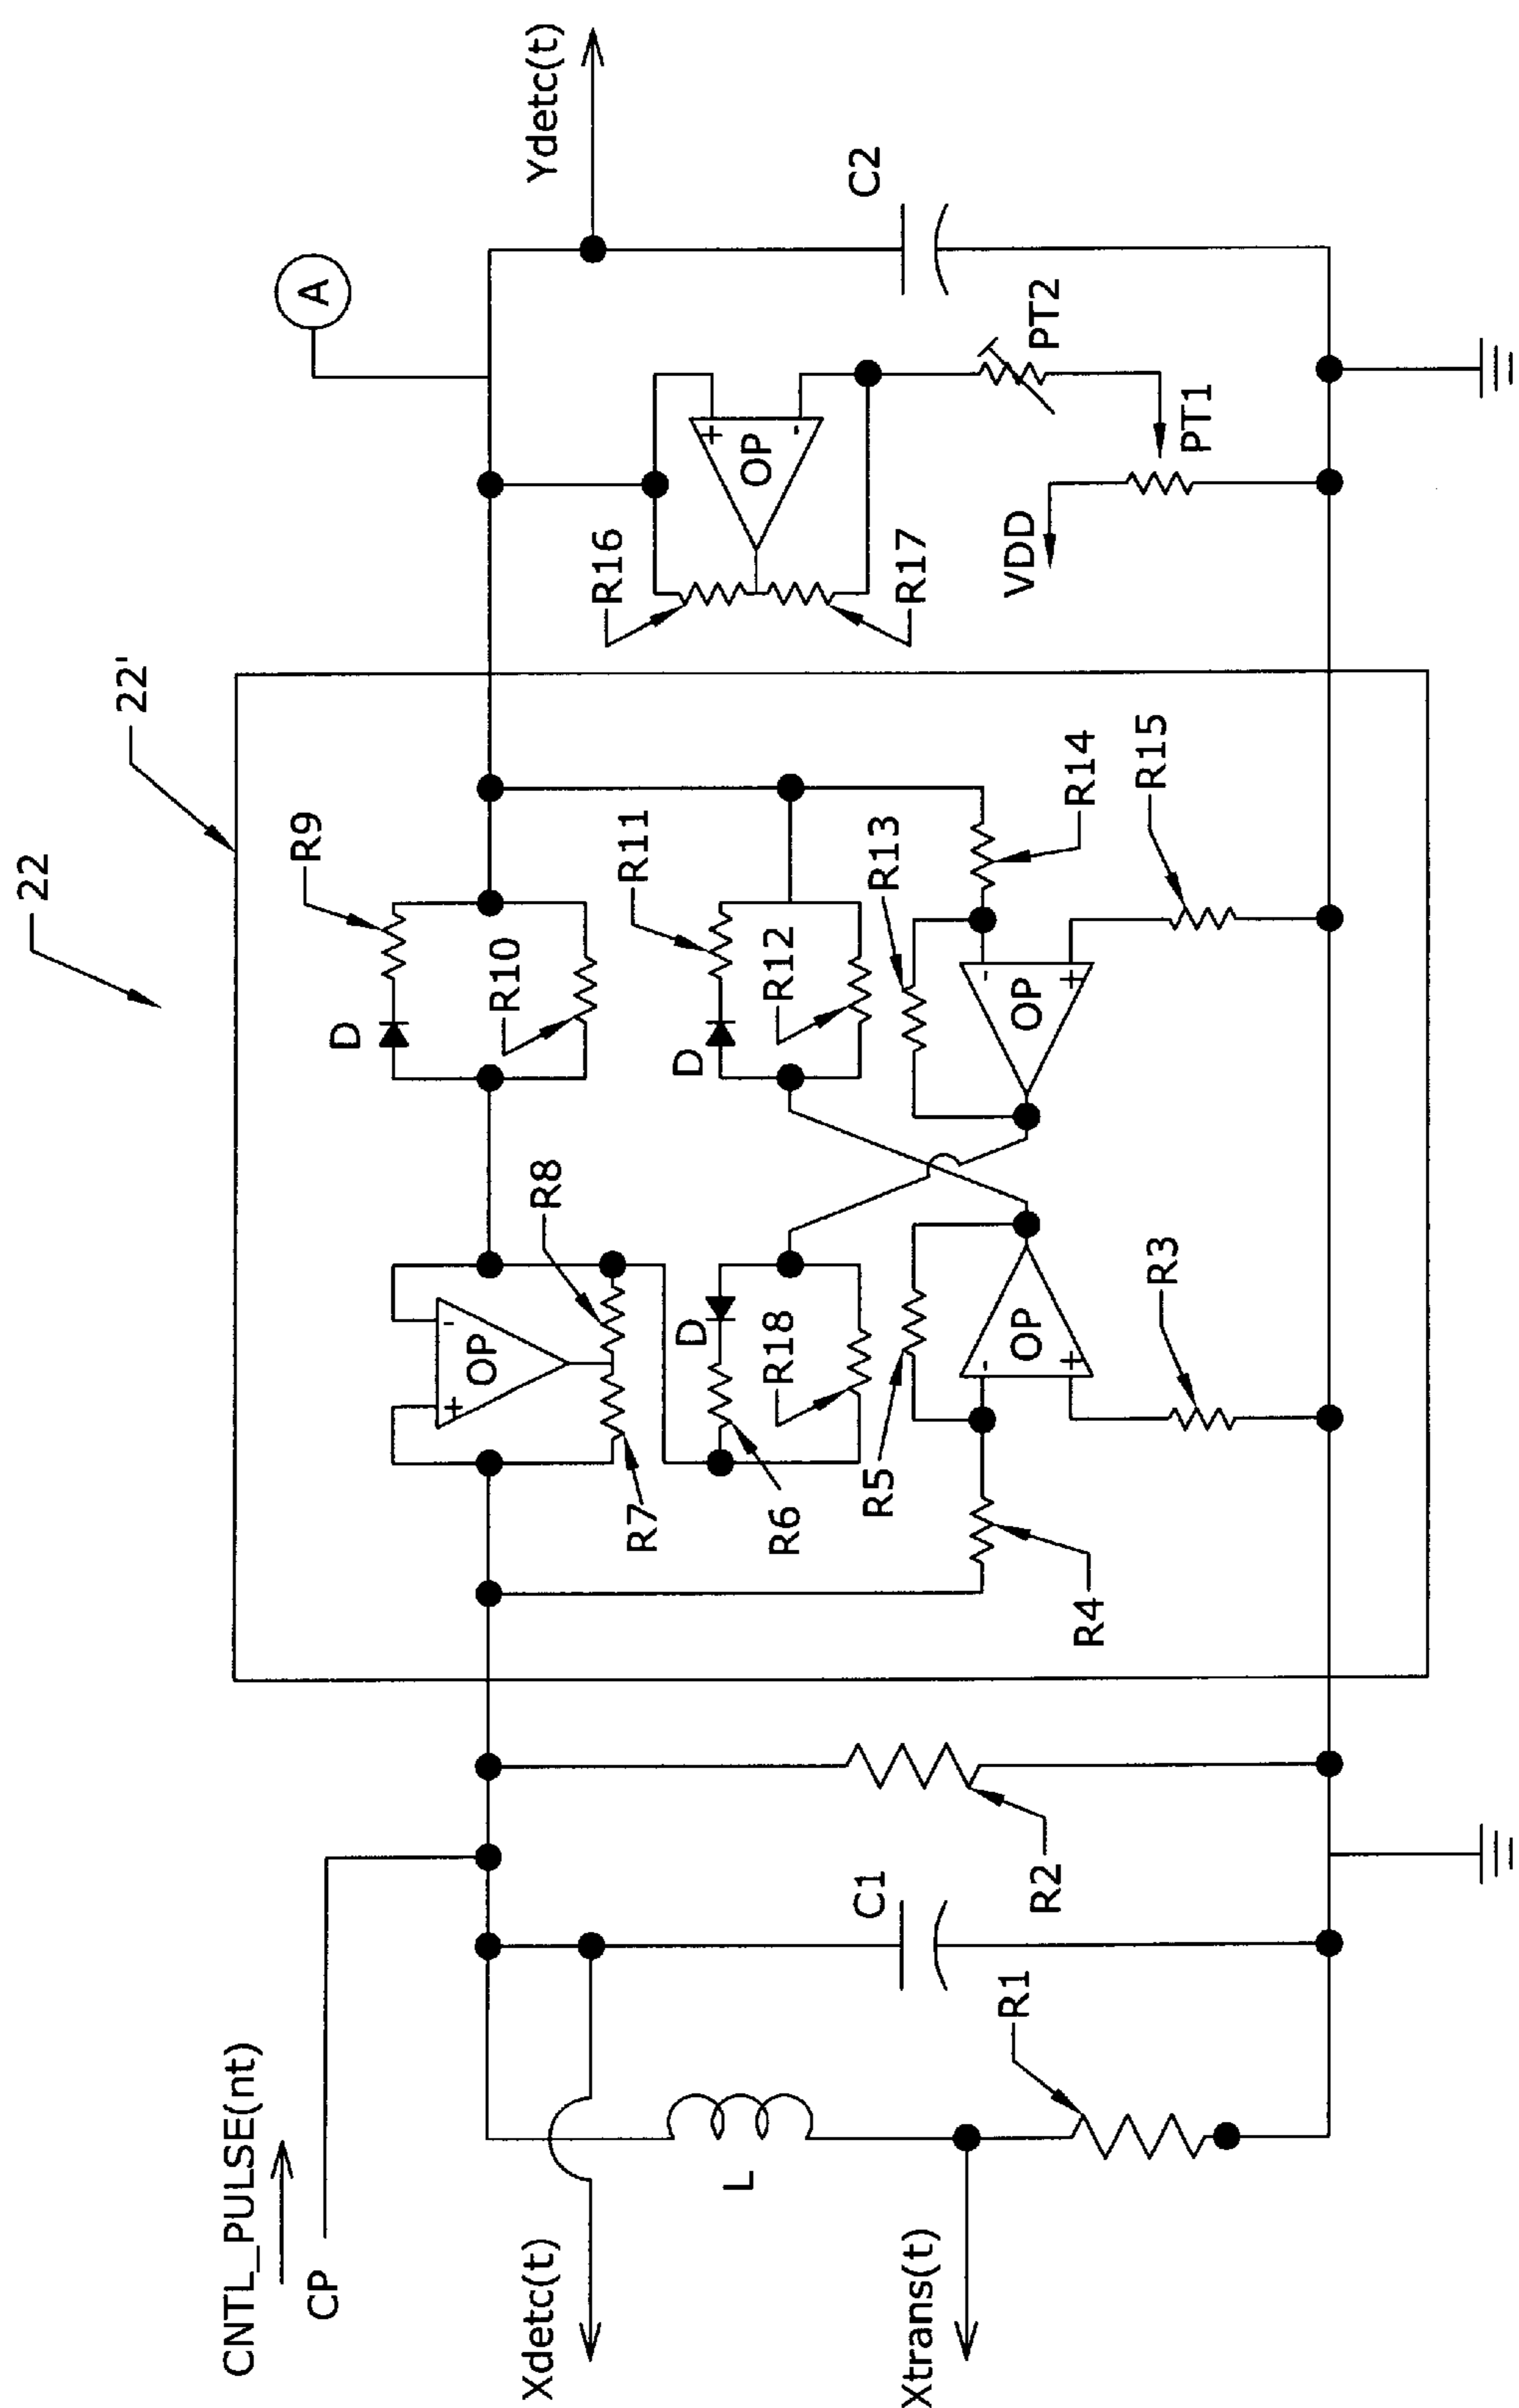 22
22'
CNTL_PULSE(nt)
CP
A
Ydetc(t)
Xdetc(t)
Xtrans(t)
L
R1
C1
R2
+
-
OP
R7
R8
D
R9
R10
D
R6
R18
D
R11
R12
R4
R5
-
+
OP
R3
R13
R14
-
+
OP
R15
R16
R17
+
-
OP
VDD
PT1
PT2
C2